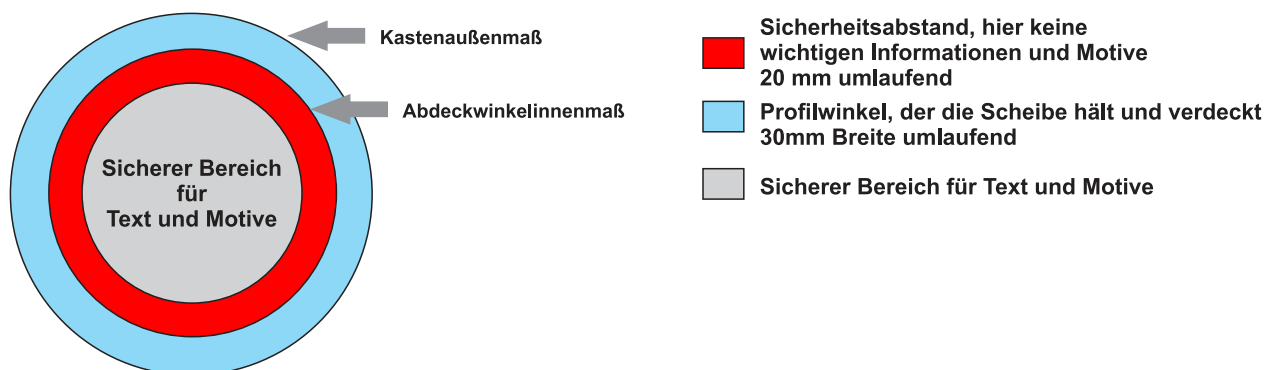 Kastenaußenmaß
Abdeckwinkelinnenmaß
Sicherer Bereich
für
Text und Motive
Sicherheitsabstand, hier keine
wichtigen Informationen und Motive
20 mm umlaufend
Profilwinkel, der die Scheibe hält und verdeckt
30mm Breite umlaufend
Sicherer Bereich für Text und Motive